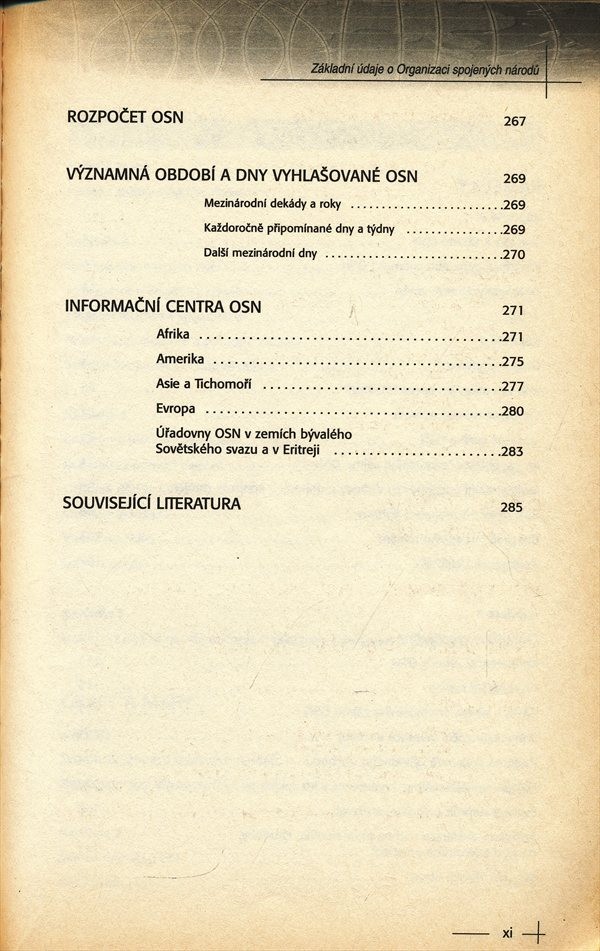 Základní údaje o Organizaci spojených národů
ROZPOČET OSN 267
VÝZNAMNÁ OBDOBÍ A DNY VYHLAŠOVANÉ OSN 269
Mezinárodní dekády a roky ......................269
Každoročně připomínané dny a týdny ..............269
Další mezinárodní dny .........................270
INFORMAČNÍ CENTRA OSN 271
Afrika ...........................................271
Amerika .........................................275
Asie a Tichomoří ..................................277
Evropa ..........................................280
Úřadovny OSN v zemích bývalého
Sovětského svazu a v Eritreji ........................283
SOUVISEJÍCÍ LITERATURA 285
xi